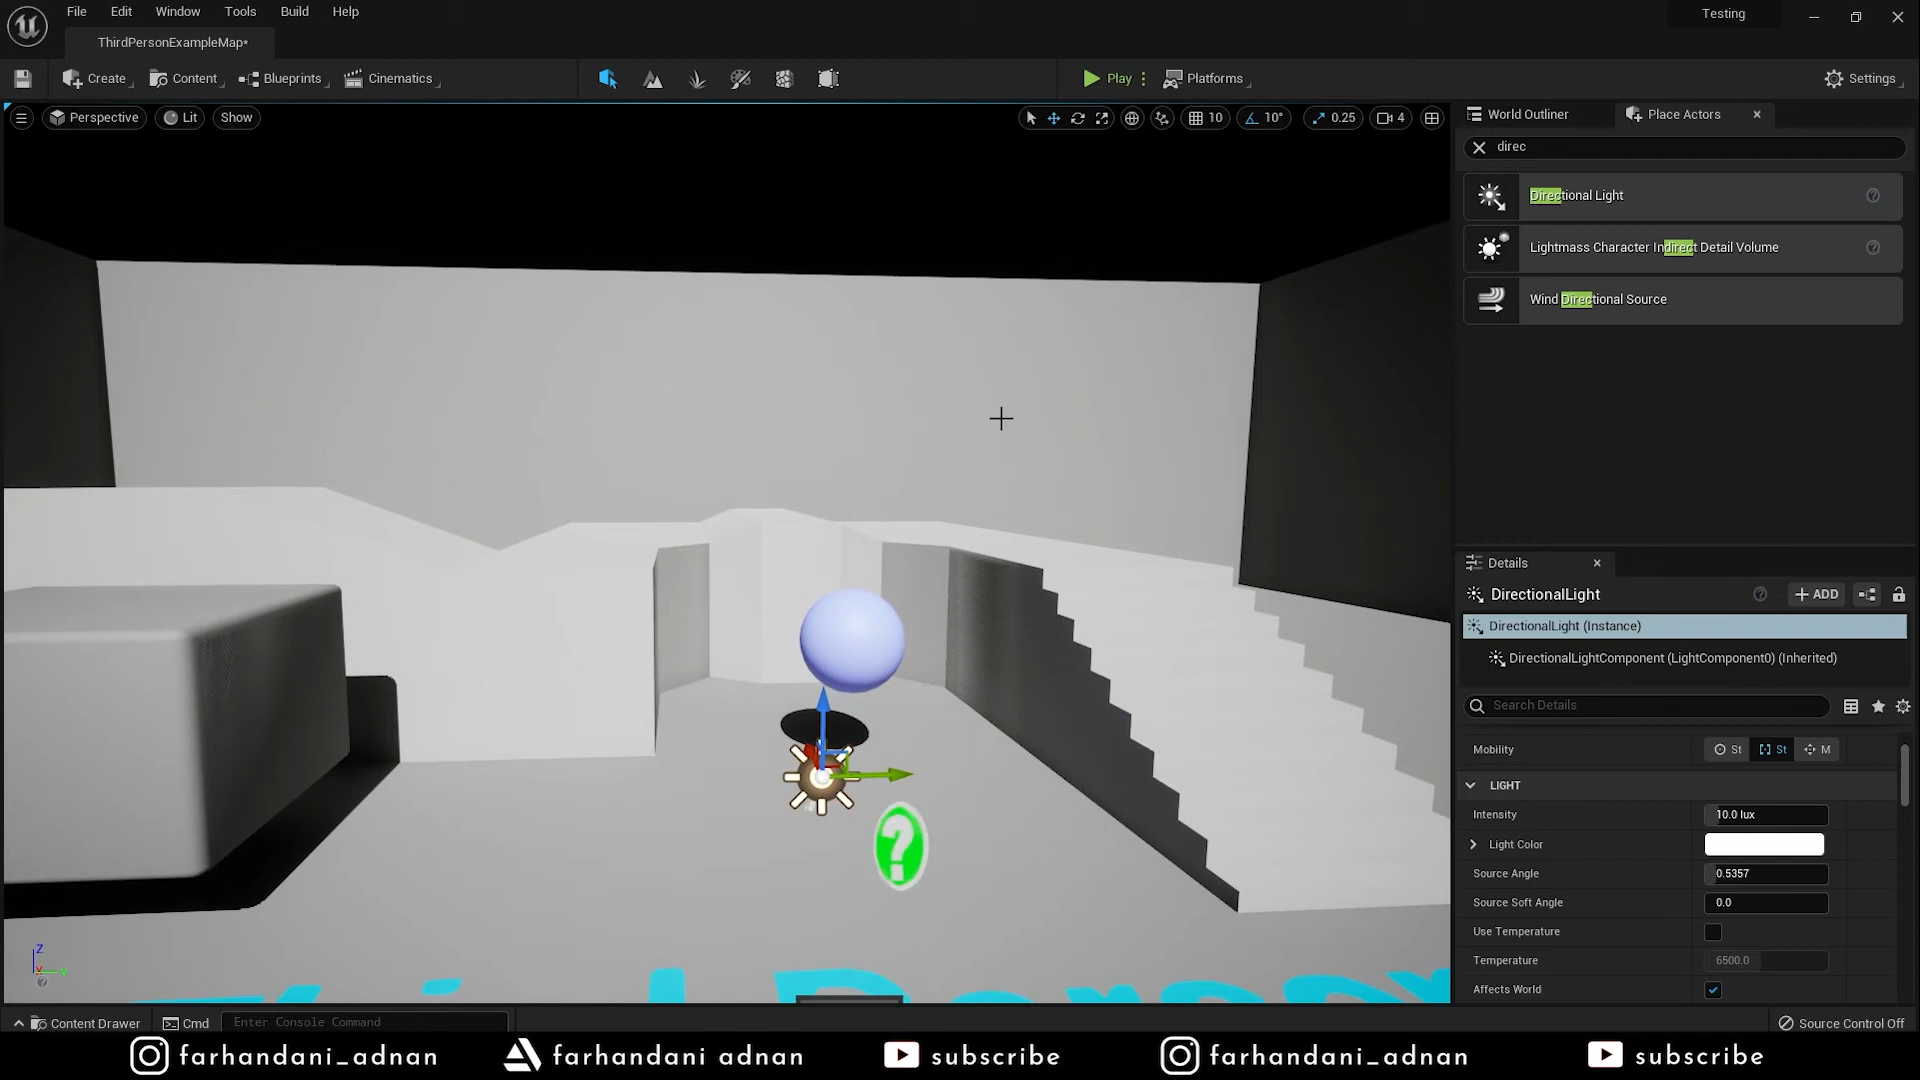 File Edit Window Tools Build Help
Testing
ThirdPersonExampleMap*
Create Content Blueprints Cinematics Play Platforms Settings
Perspective Lit Show 10 10° 0.25 4
World Outliner Place Actors
direc
Directional Light
Lightmass Character Indirect Detail Volume
Wind Directional Source
Details
DirectionalLight + ADD
DirectionalLight (Instance)
DirectionalLightComponent (LightComponent0) (Inherited)
Search Details
Mobility St St M
LIGHT
Intensity 10.0 lux
Light Color
Source Angle 0.5357
Source Soft Angle 0.0
Use Temperature
Temperature 6500.0
Affects World
?
Z
X Y
Third Person
Content Drawer Cmd Enter Console Command Source Control Off
farhandani_adnan farhandani adnan subscribe farhandani_adnan subscribe